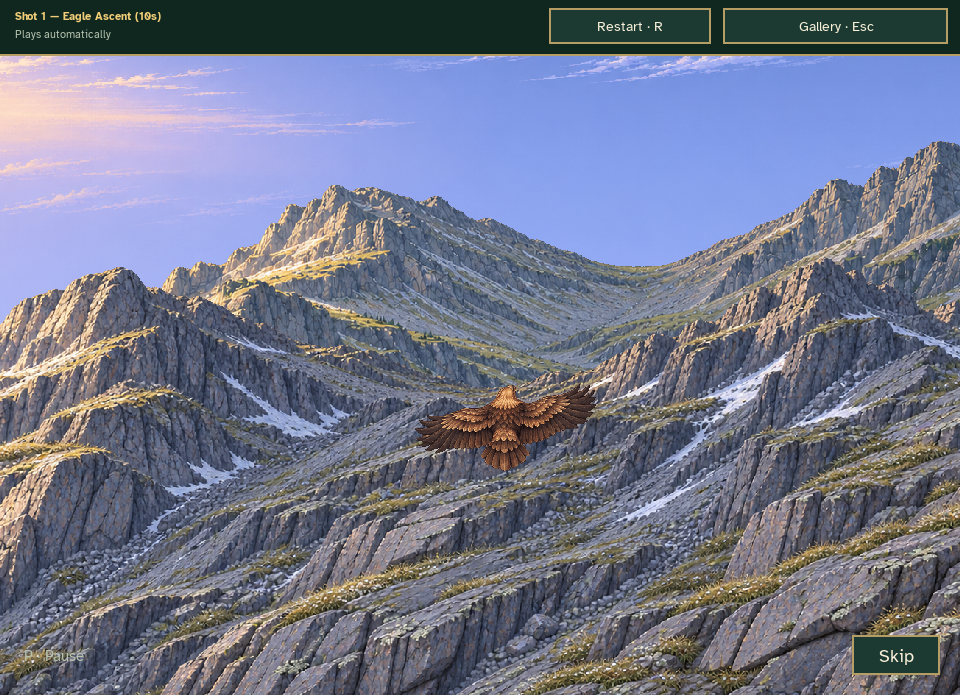 Shot 1 — Eagle Ascent (10s)
Plays automatically
Restart · R
Gallery · Esc
P · Pause
Skip